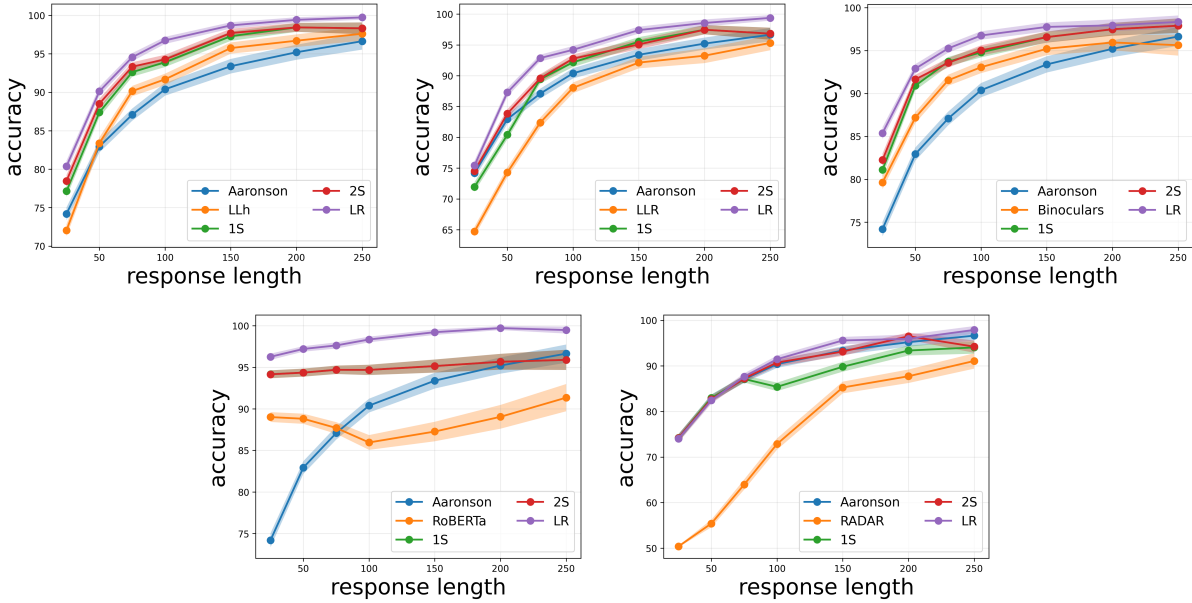 accuracy
100
95
90
85
80
75
70
50 100 150 200 250
response length
Aaronson 2S
LLh LR
1S
accuracy
100
95
90
85
80
75
70
65
50 100 150 200 250
response length
Aaronson 2S
LLR LR
1S
accuracy
100
95
90
85
80
75
50 100 150 200 250
response length
Aaronson 2S
Binoculars LR
1S
accuracy
100
95
90
85
80
75
50 100 150 200 250
response length
Aaronson 2S
RoBERTa LR
1S
accuracy
100
90
80
70
60
50
50 100 150 200 250
response length
Aaronson 2S
RADAR LR
1S